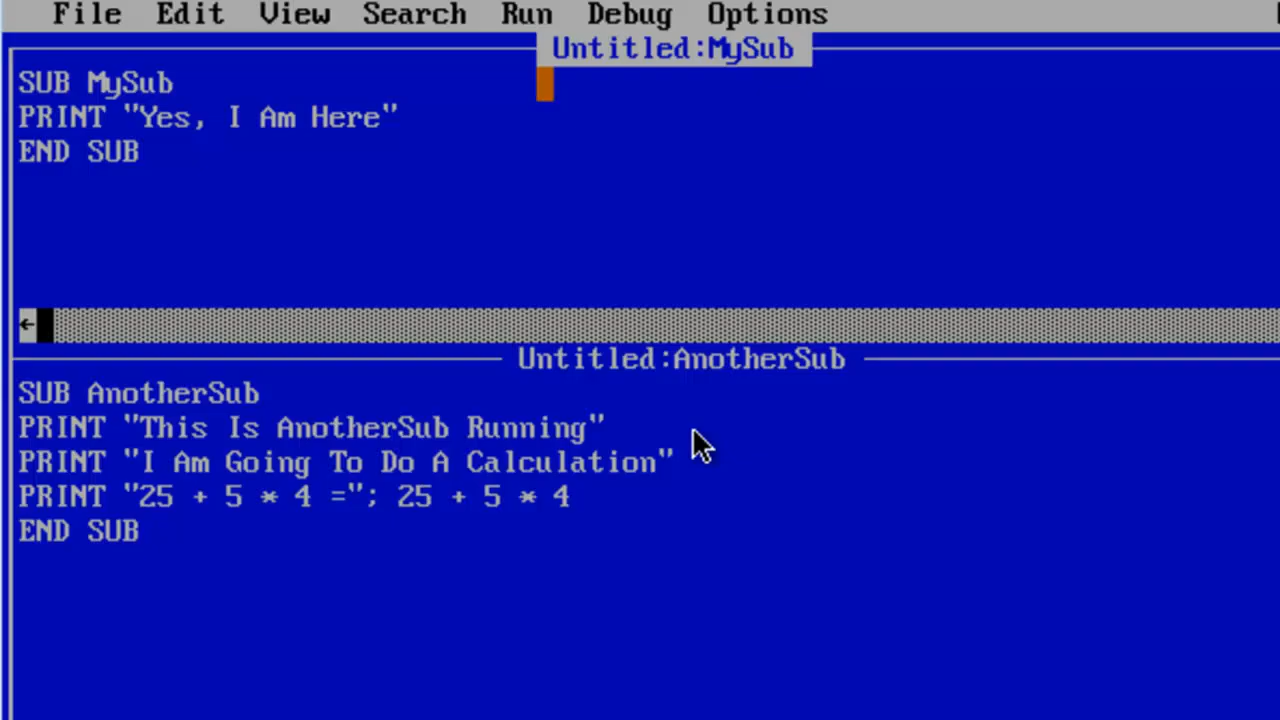 File Edit View Search Run Debug Options
Untitled:MySub
SUB MySub
PRINT "Yes, I Am Here"
END SUB
←
Untitled:AnotherSub
SUB AnotherSub
PRINT "This Is AnotherSub Running"
PRINT "I Am Going To Do A Calculation"
PRINT "25 + 5 * 4 ="; 25 + 5 * 4
END SUB